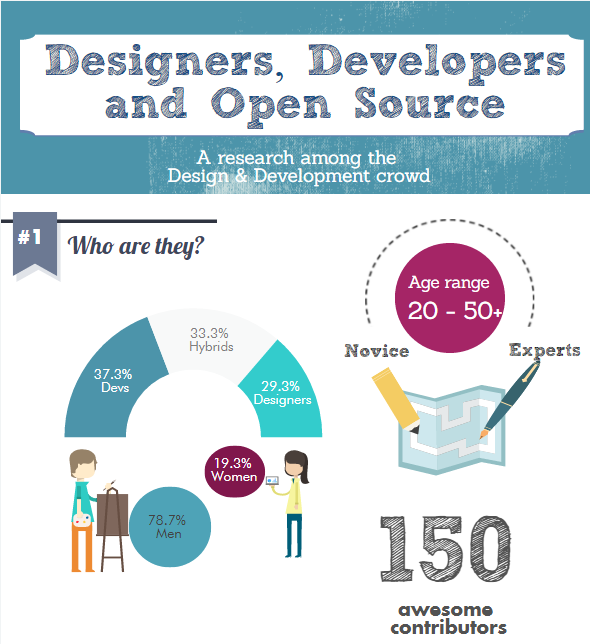 Designers, Developers
and Open Source
A research among the
Design & Development crowd
#1
Who are they?
33.3%
Hybrids
37.3%
Devs
29.3%
Designers
19.3%
Women
78.7%
Men
Age range
20 - 50+
Novice
Experts
150
awesome
contributors